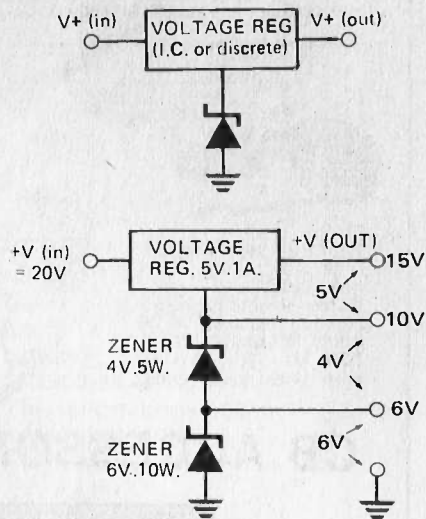 V+ (in)
VOLTAGE REG
(I.C. or discrete)
V+ (out)
+V (in)
= 20V
VOLTAGE
REG. 5V.1A.
+V (OUT)
15V
5V
10V
ZENER
4V.5W.
4V
6V
ZENER
6V.10W.
6V